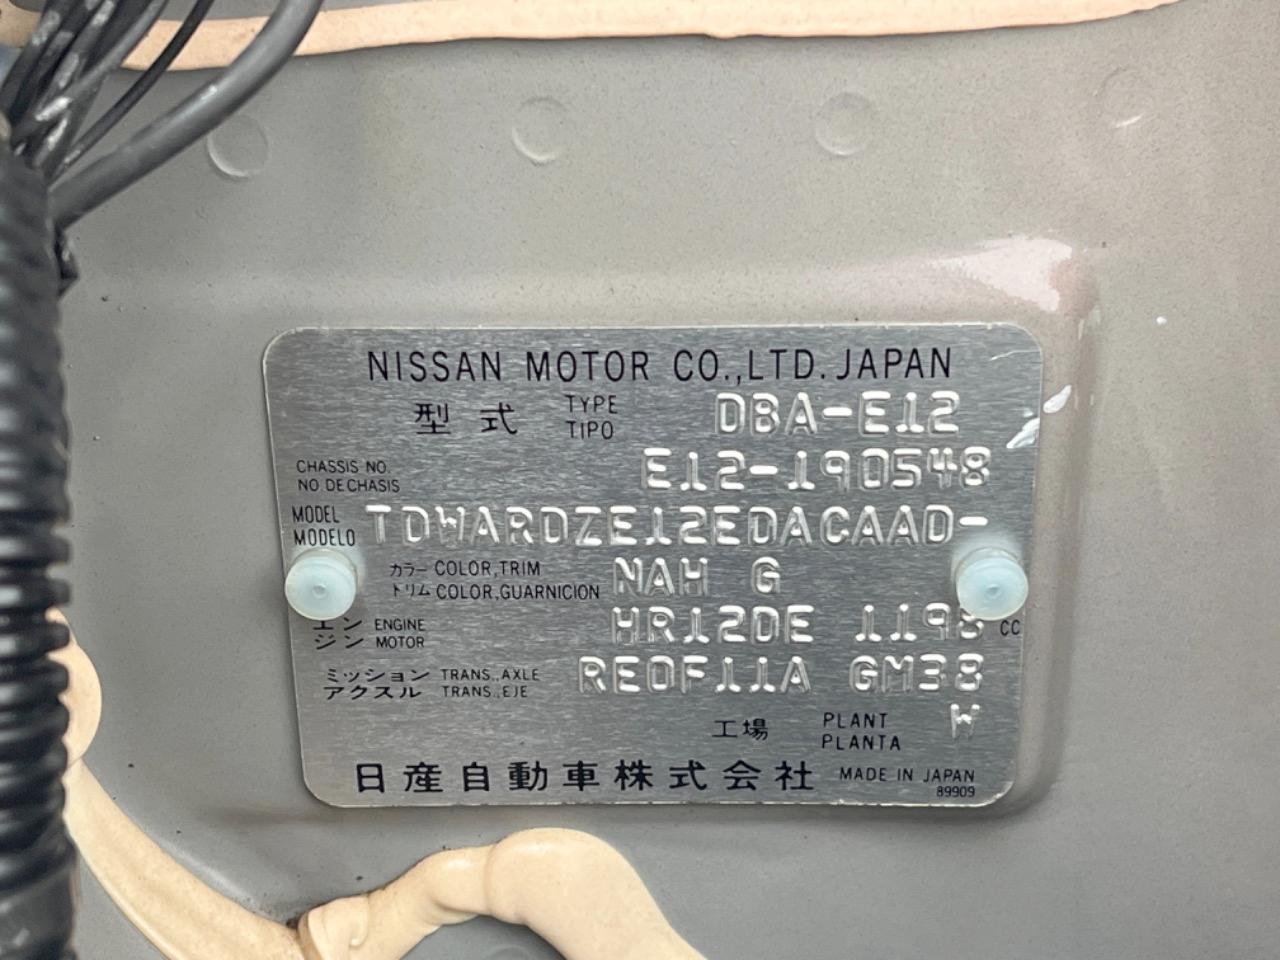 NISSAN MOTOR CO.,LTD. JAPAN
型式 TYPE TIPO DBA-E12
CHASSIS NO.
NO DE CHASIS
E12-190548
MODEL
MODELO
TDWARDZE12EDACAAD-
カラー COLOR,TRIM
トリム COLOR,GUARNICION
NAH G
エン ENGINE
ジン MOTOR
HR12DE 1198 CC
ミッション TRANS.,AXLE
アクスル TRANS.,EJE
RE0F11A GM38
工場 PLANT PLANTA W
日産自動車株式会社 MADE IN JAPAN
89909